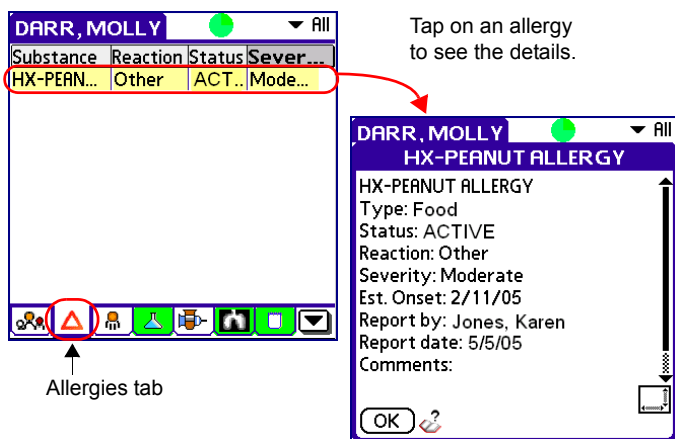 DARR, MOLLY
All
Substance Reaction Status Sever...
HX-PEAN... Other ACT.. Mode...
Allergies tab
Tap on an allergy
to see the details.
DARR, MOLLY
All
HX-PEANUT ALLERGY
HX-PEANUT ALLERGY
Type: Food
Status: ACTIVE
Reaction: Other
Severity: Moderate
Est. Onset: 2/11/05
Report by: Jones, Karen
Report date: 5/5/05
Comments:
OK